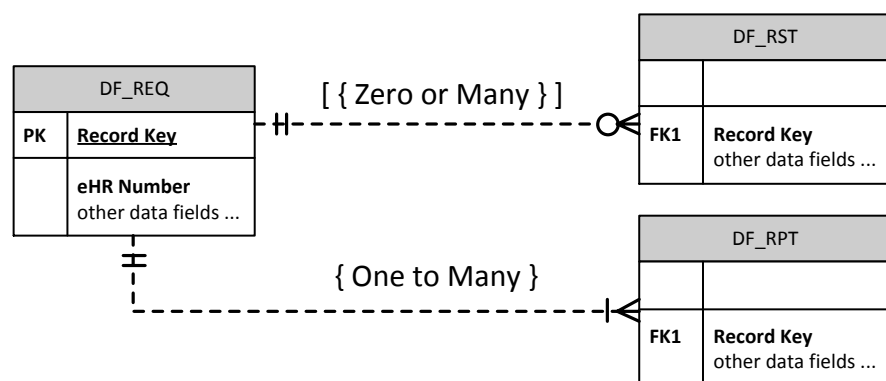 DF_REQ
PK Record Key
eHR Number
other data fields ...
[ { Zero or Many } ]
{ One to Many }
DF_RST
FK1 Record Key
other data fields ...
DF_RPT
FK1 Record Key
other data fields ...